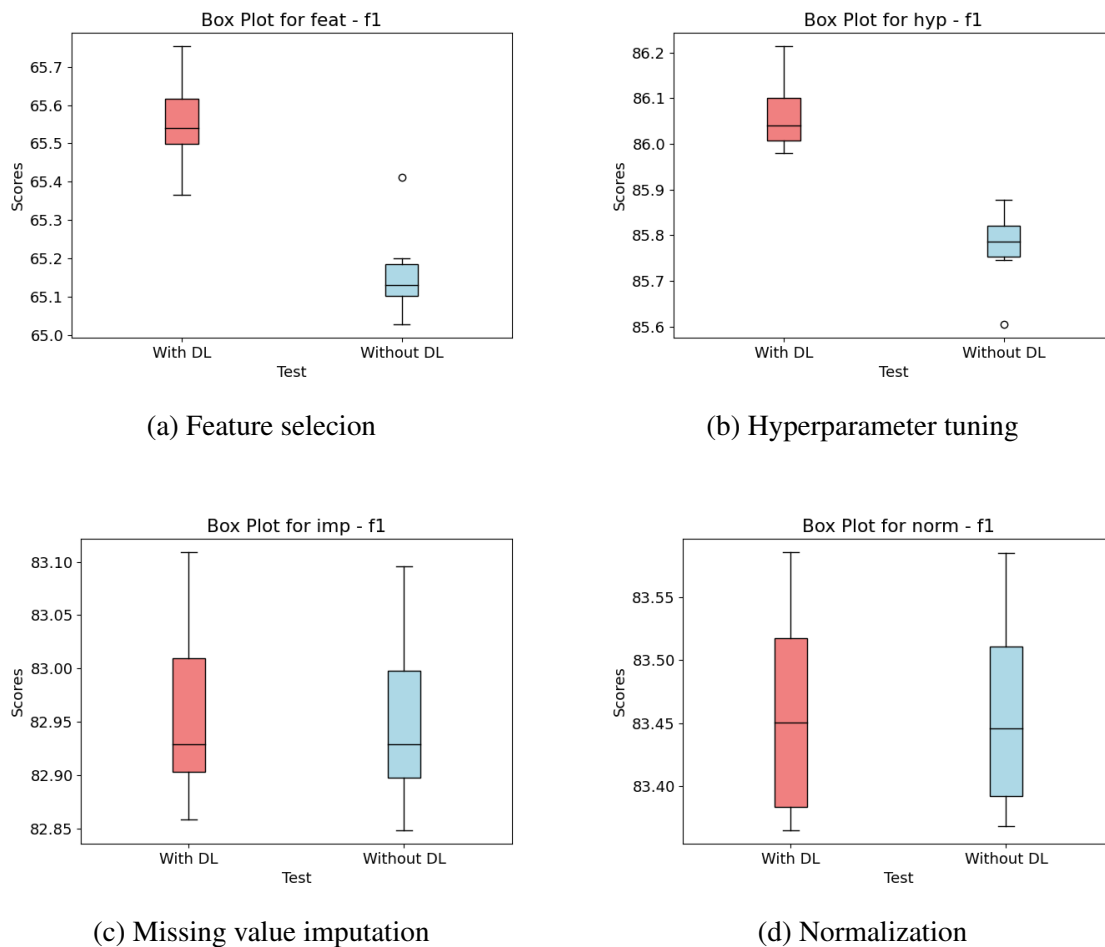 Box Plot for feat - f1
65.7
65.6
65.5
65.4
65.3
65.2
65.1
65.0
Scores
With DL
Without DL
Test
(a) Feature selecion
Box Plot for hyp - f1
86.2
86.1
86.0
85.9
85.8
85.7
85.6
Scores
With DL
Without DL
Test
(b) Hyperparameter tuning
Box Plot for imp - f1
83.10
83.05
83.00
82.95
82.90
82.85
Scores
With DL
Without DL
Test
(c) Missing value imputation
Box Plot for norm - f1
83.55
83.50
83.45
83.40
Scores
With DL
Without DL
Test
(d) Normalization